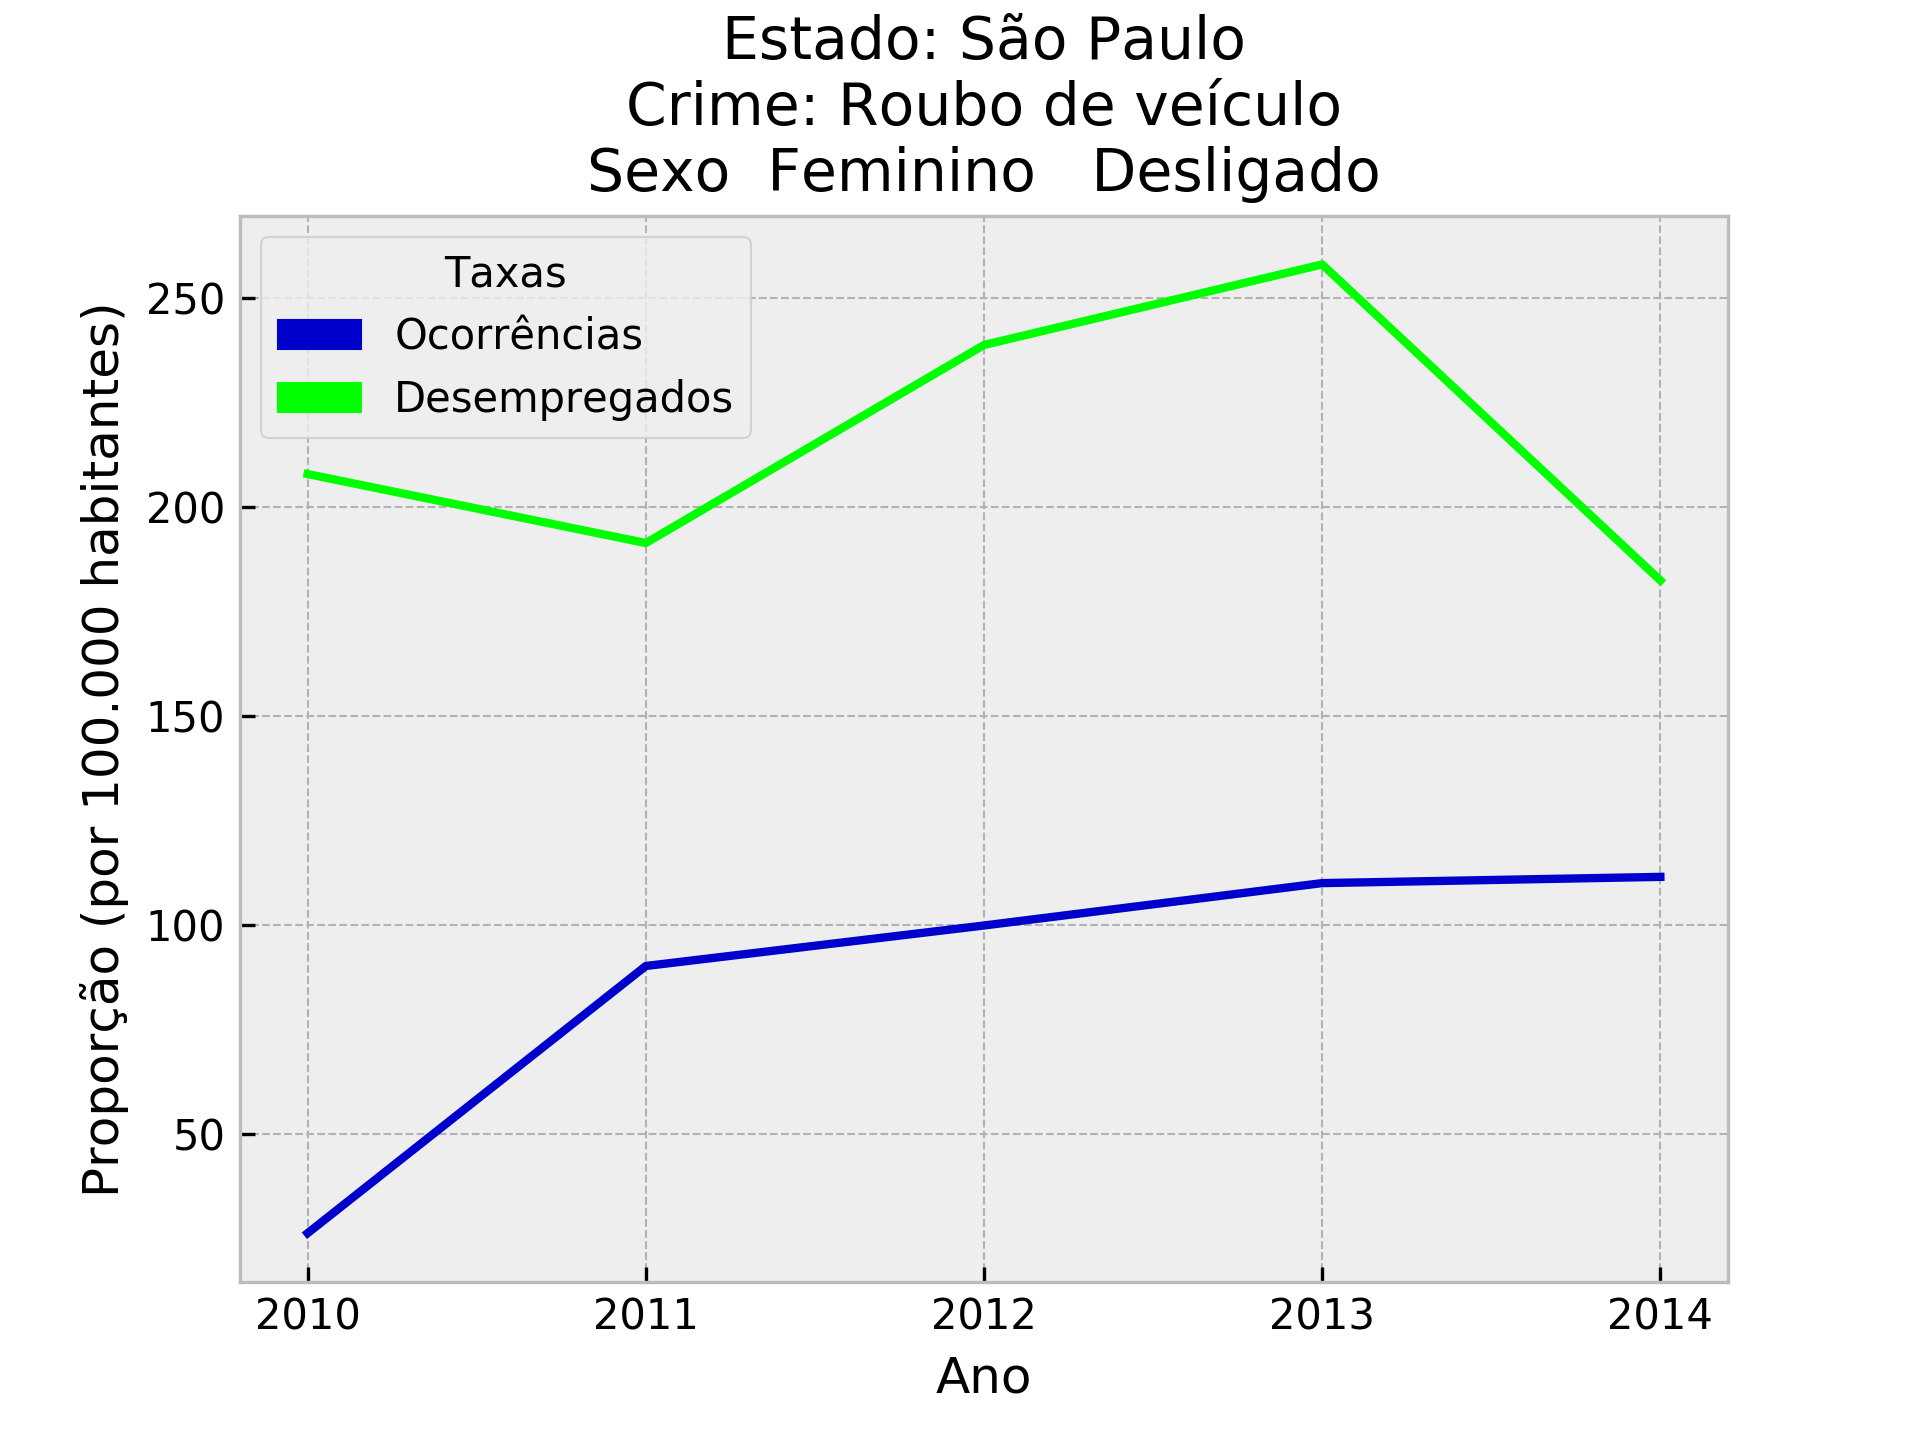 Estado: São Paulo
Crime: Roubo de veículo
Sexo  Feminino   Desligado
Taxas
Ocorrências
Desempregados
Proporção (por 100.000 habitantes)
250
200
150
100
50
2010 2011 2012 2013 2014
Ano